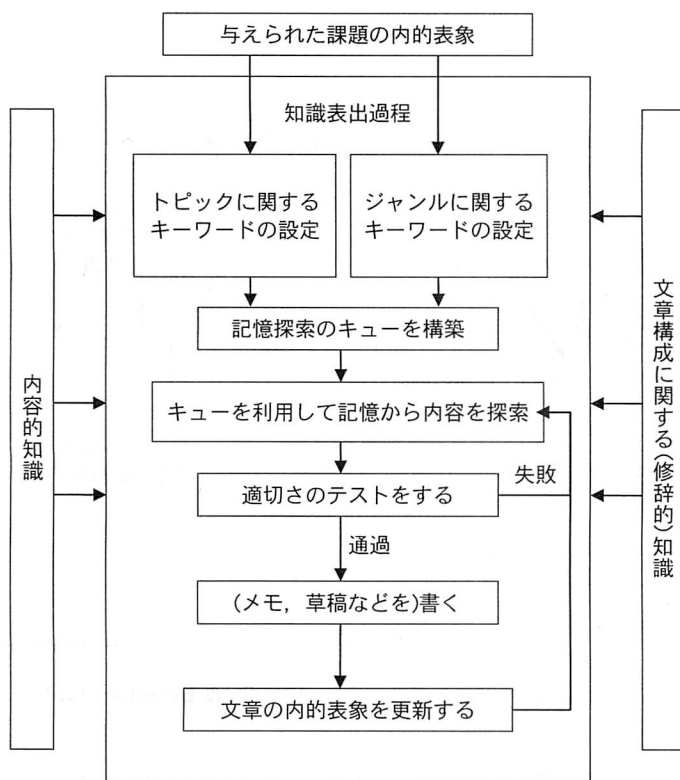 与えられた課題の内的表象
知識表出過程
トピックに関する
キーワードの設定
ジャンルに関する
キーワードの設定
記憶探索のキューを構築
キューを利用して記憶から内容を探索
適切さのテストをする
失敗
通過
(メモ，草稿などを)書く
文章の内的表象を更新する
内容的知識
文章構成に関する(修辞的)知識